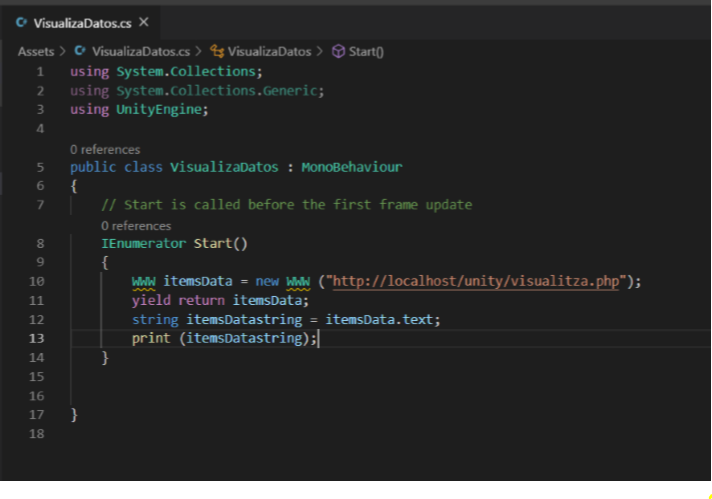 VisualizaDatos.cs
Assets > VisualizaDatos.cs > VisualizaDatos > Start()
1 using System.Collections;
2 using System.Collections.Generic;
3 using UnityEngine;
4
0 references
5 public class VisualizaDatos : MonoBehaviour
6 {
7 // Start is called before the first frame update
0 references
8 IEnumerator Start()
9 {
10 WWW itemsData = new WWW ("http://localhost/unity/visualitza.php");
11 yield return itemsData;
12 string itemsDatastring = itemsData.text;
13 print (itemsDatastring);
14 }
15
16
17 }
18